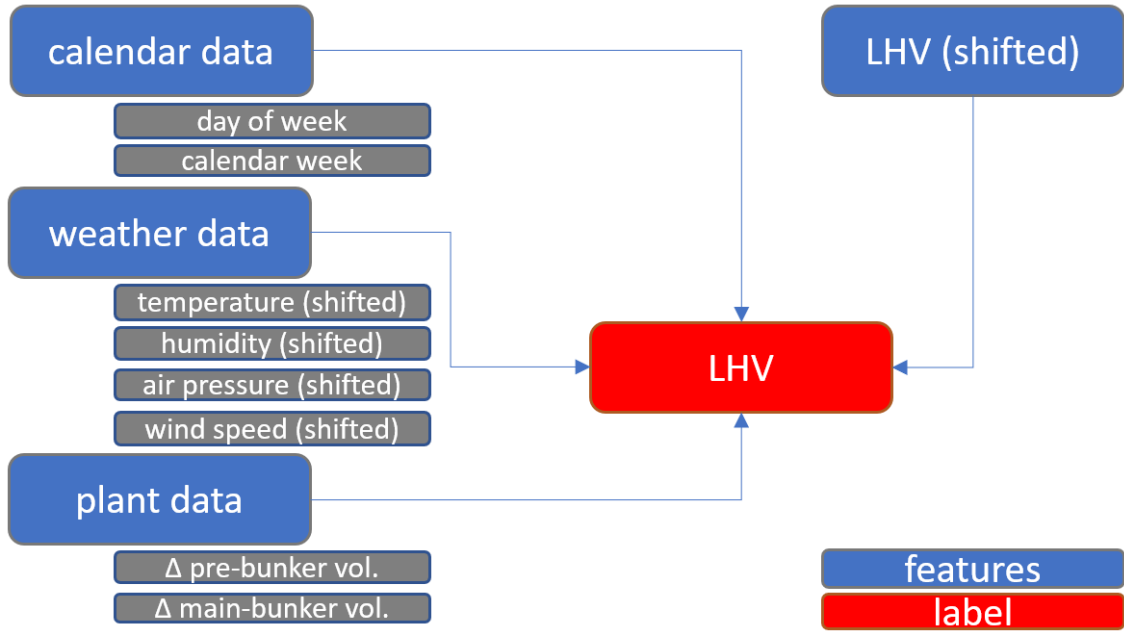 calendar data
day of week
calendar week
weather data
temperature (shifted)
humidity (shifted)
air pressure (shifted)
wind speed (shifted)
plant data
Δ pre-bunker vol.
Δ main-bunker vol.
LHV (shifted)
LHV
features
label